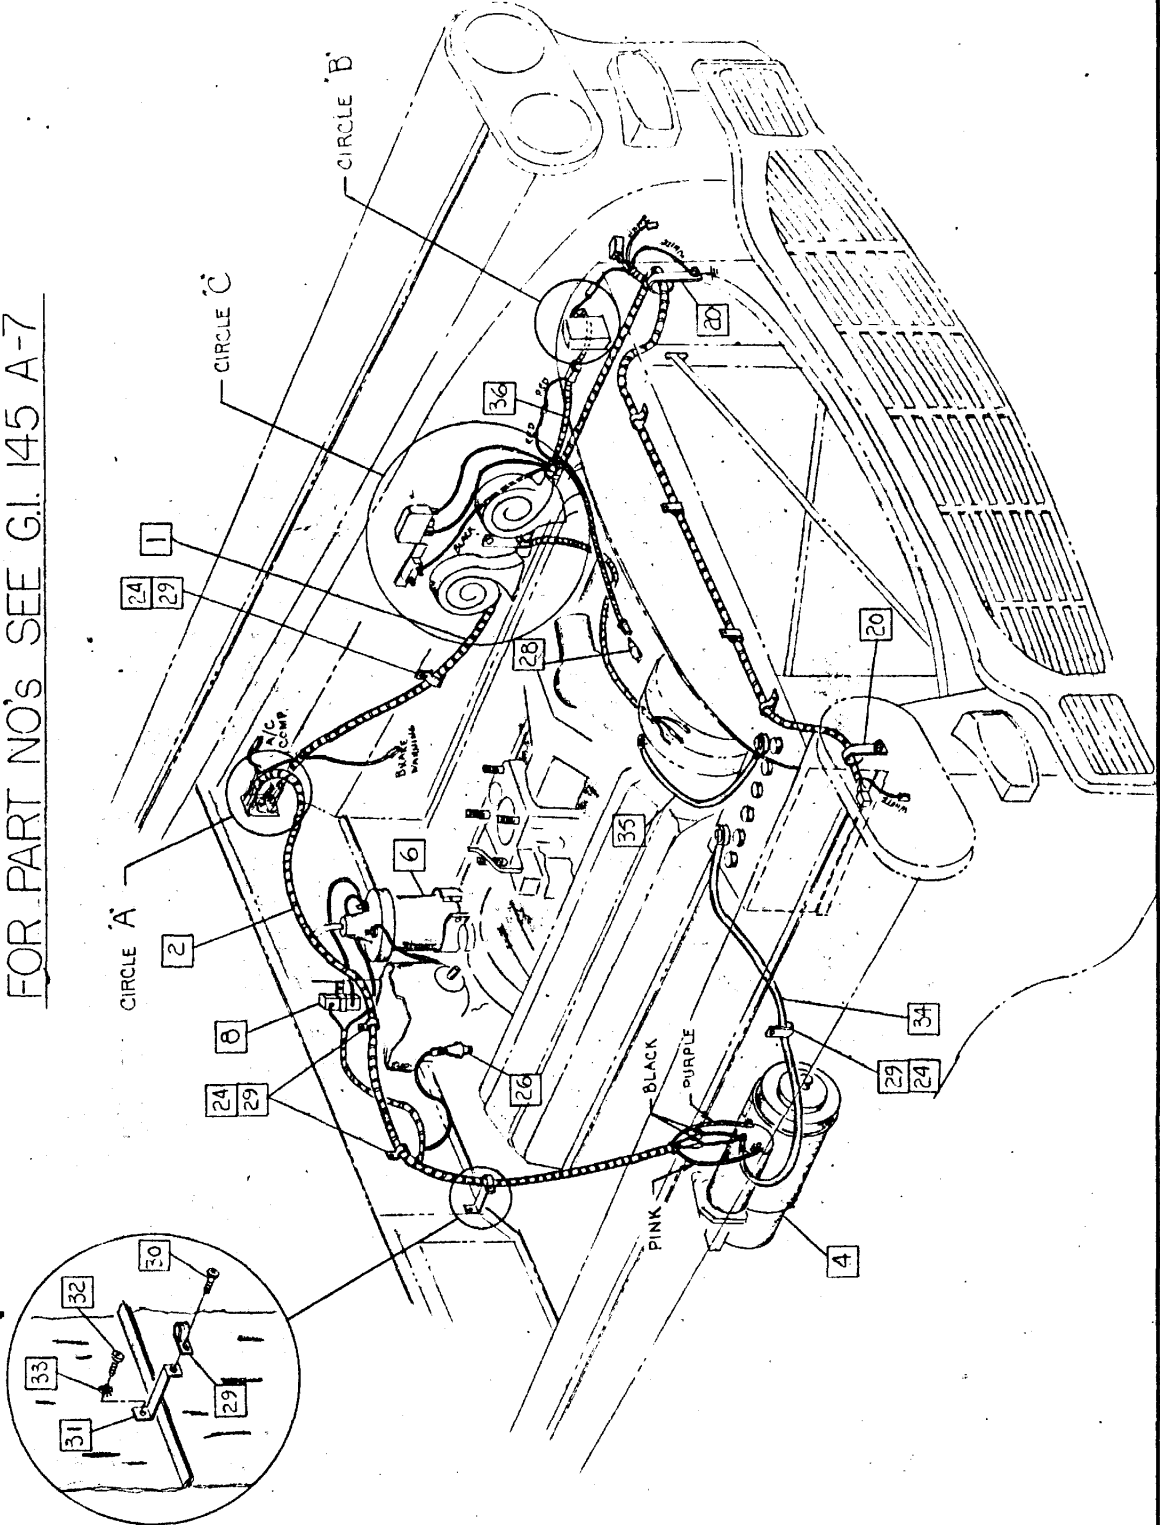 FOR PART NO's SEE G.I. 145 A-7
CIRCLE "A"
CIRCLE "C"
CIRCLE "B"
24
29
1
2
8
24
29
6
26
A/C
COMP.
BRAKE
WARNING
BLACK
RED
RED
36
28
20
WHITE
35
20
WHITE
34
29
24
BLACK
PURPLE
PINK
4
30
32
33
31
29